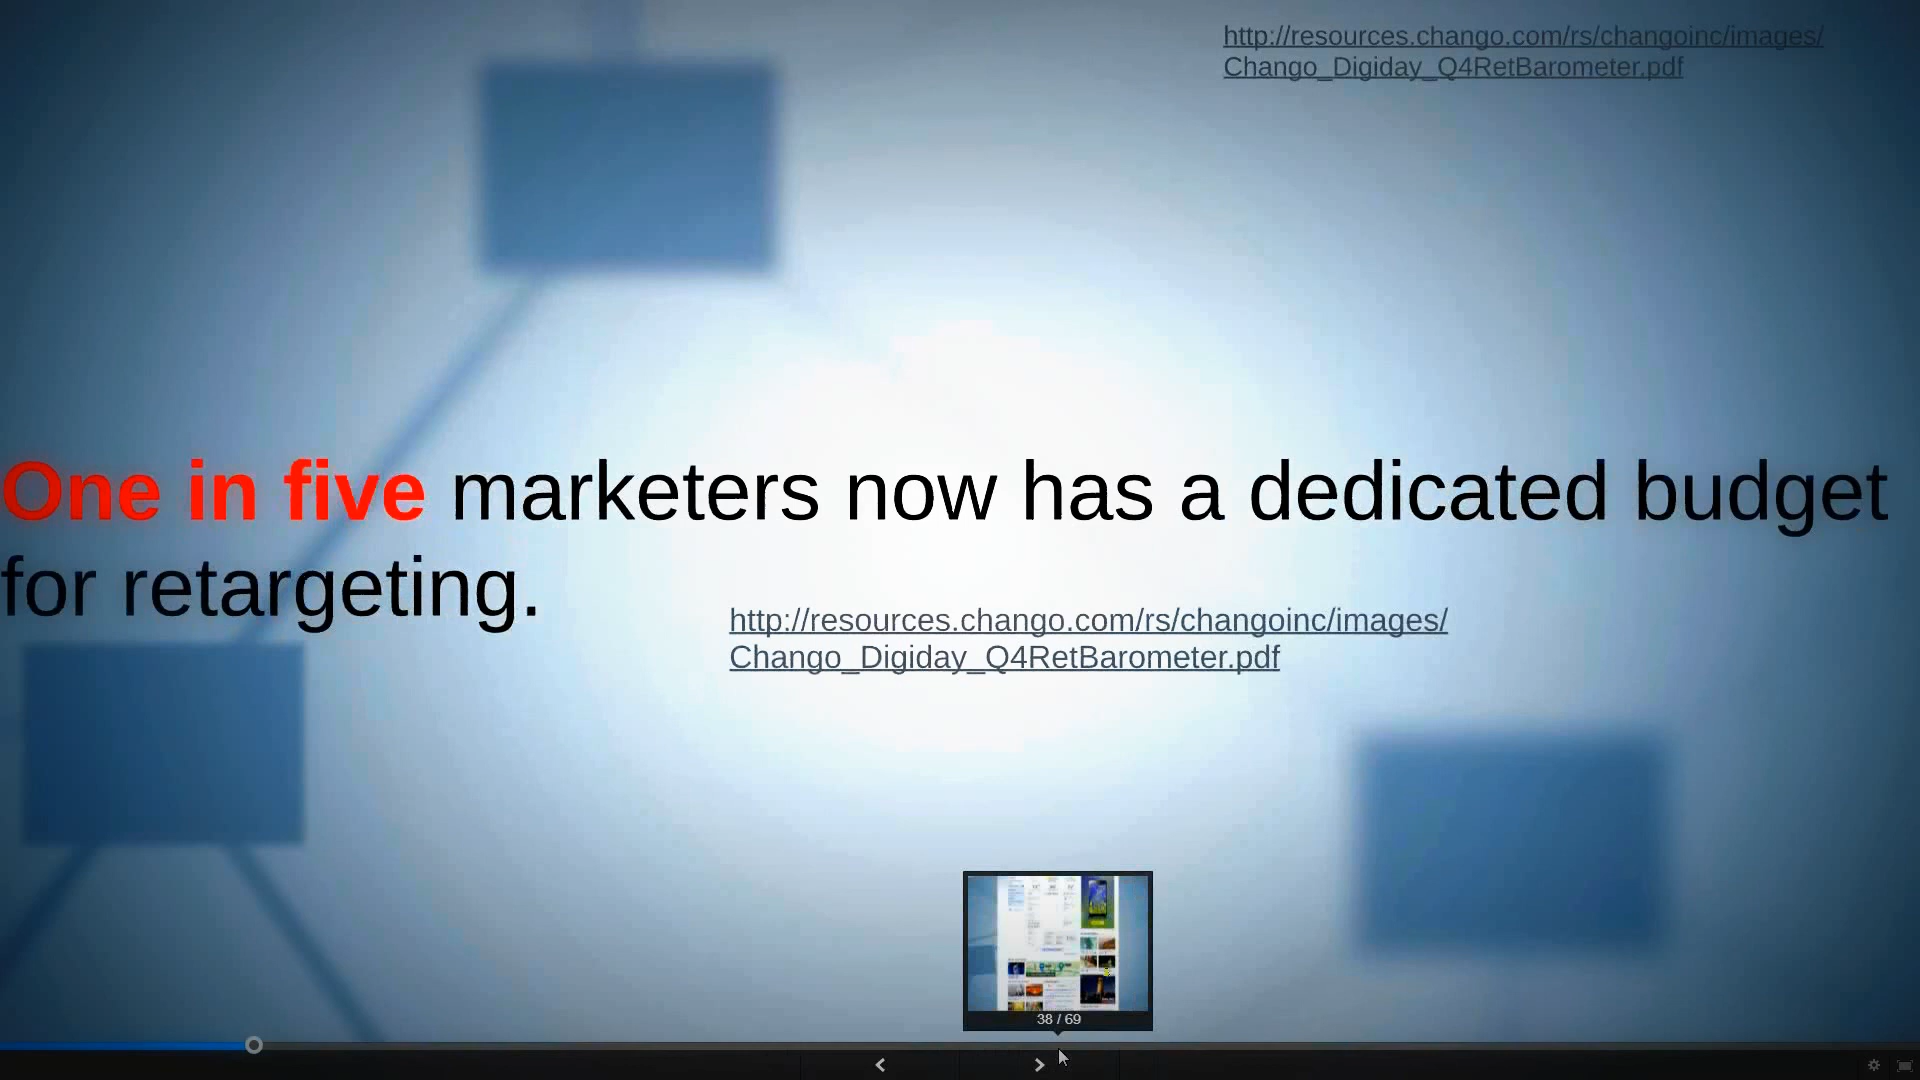 http://resources.chango.com/rs/changoinc/images/
Chango_Digiday_Q4RetBarometer.pdf
One in five marketers now has a dedicated budget
for retargeting.
http://resources.chango.com/rs/changoinc/images/
Chango_Digiday_Q4RetBarometer.pdf
38 / 69